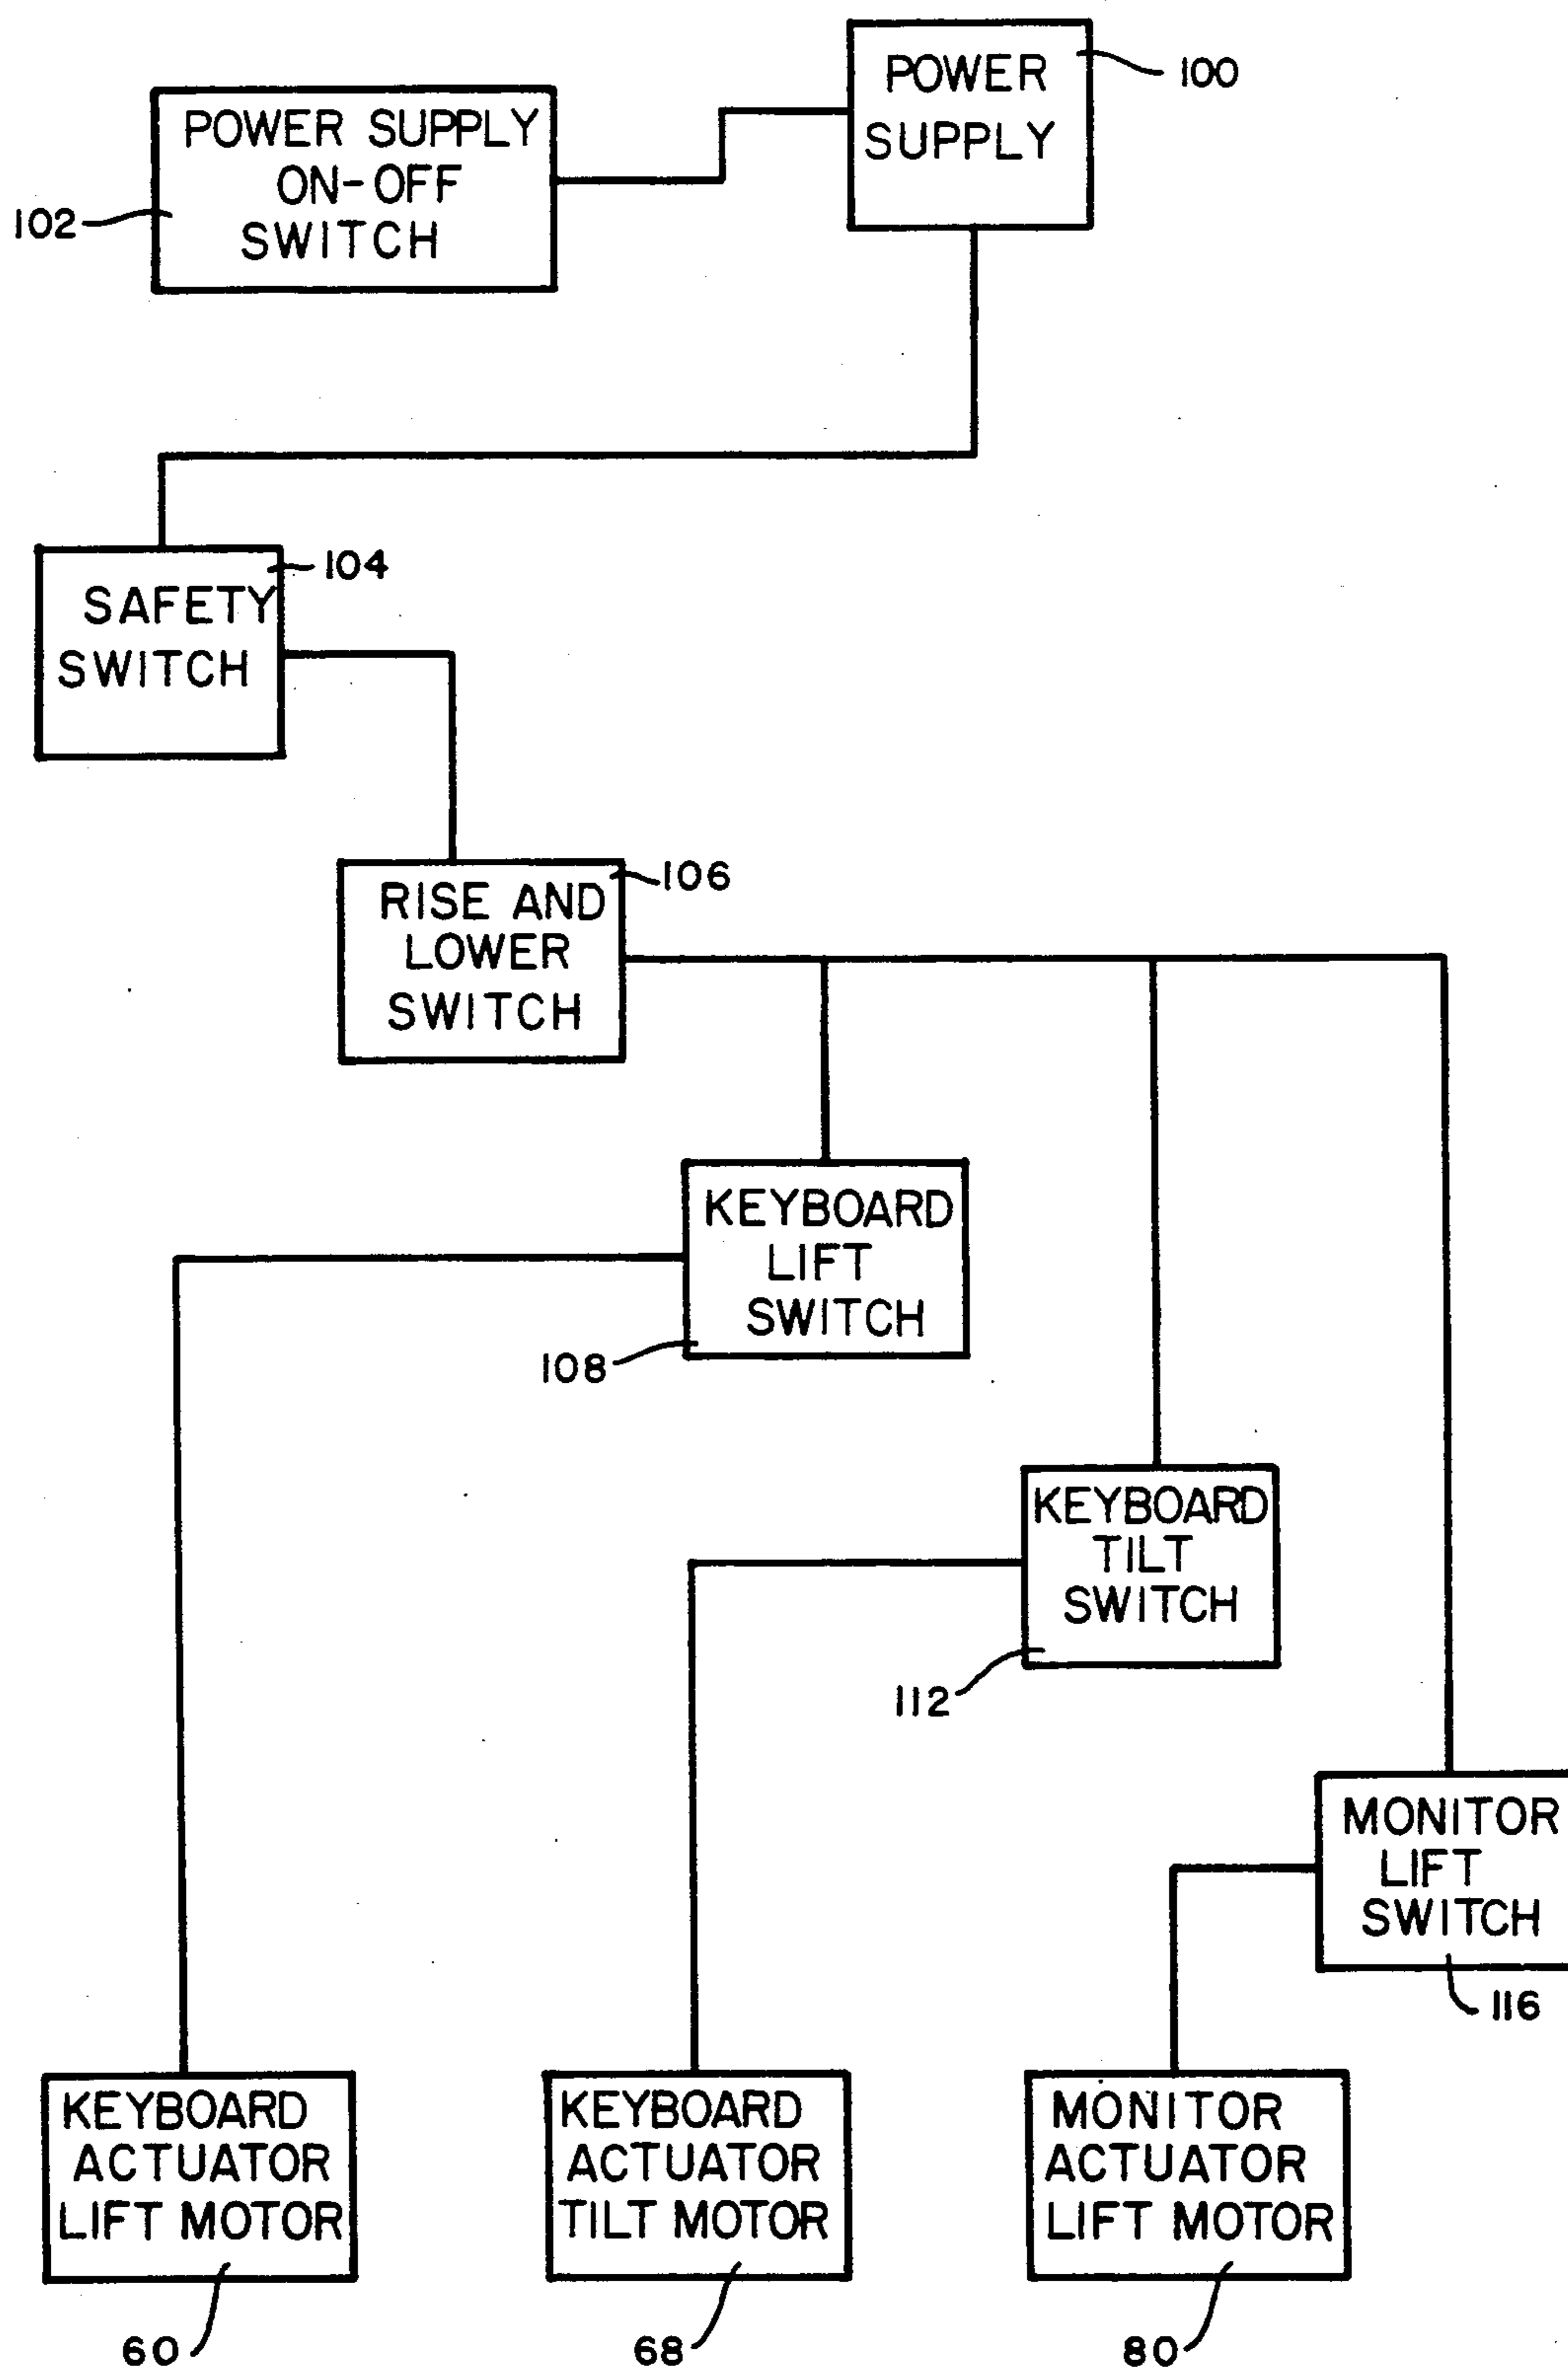 POWER
SUPPLY
100
POWER SUPPLY
ON-OFF
SWITCH
102
SAFETY
SWITCH
104
RISE AND
LOWER
SWITCH
106
KEYBOARD
LIFT
SWITCH
108
KEYBOARD
TILT
SWITCH
112
MONITOR
LIFT
SWITCH
116
KEYBOARD
ACTUATOR
LIFT MOTOR
60
KEYBOARD
ACTUATOR
TILT MOTOR
68
MONITOR
ACTUATOR
LIFT MOTOR
80